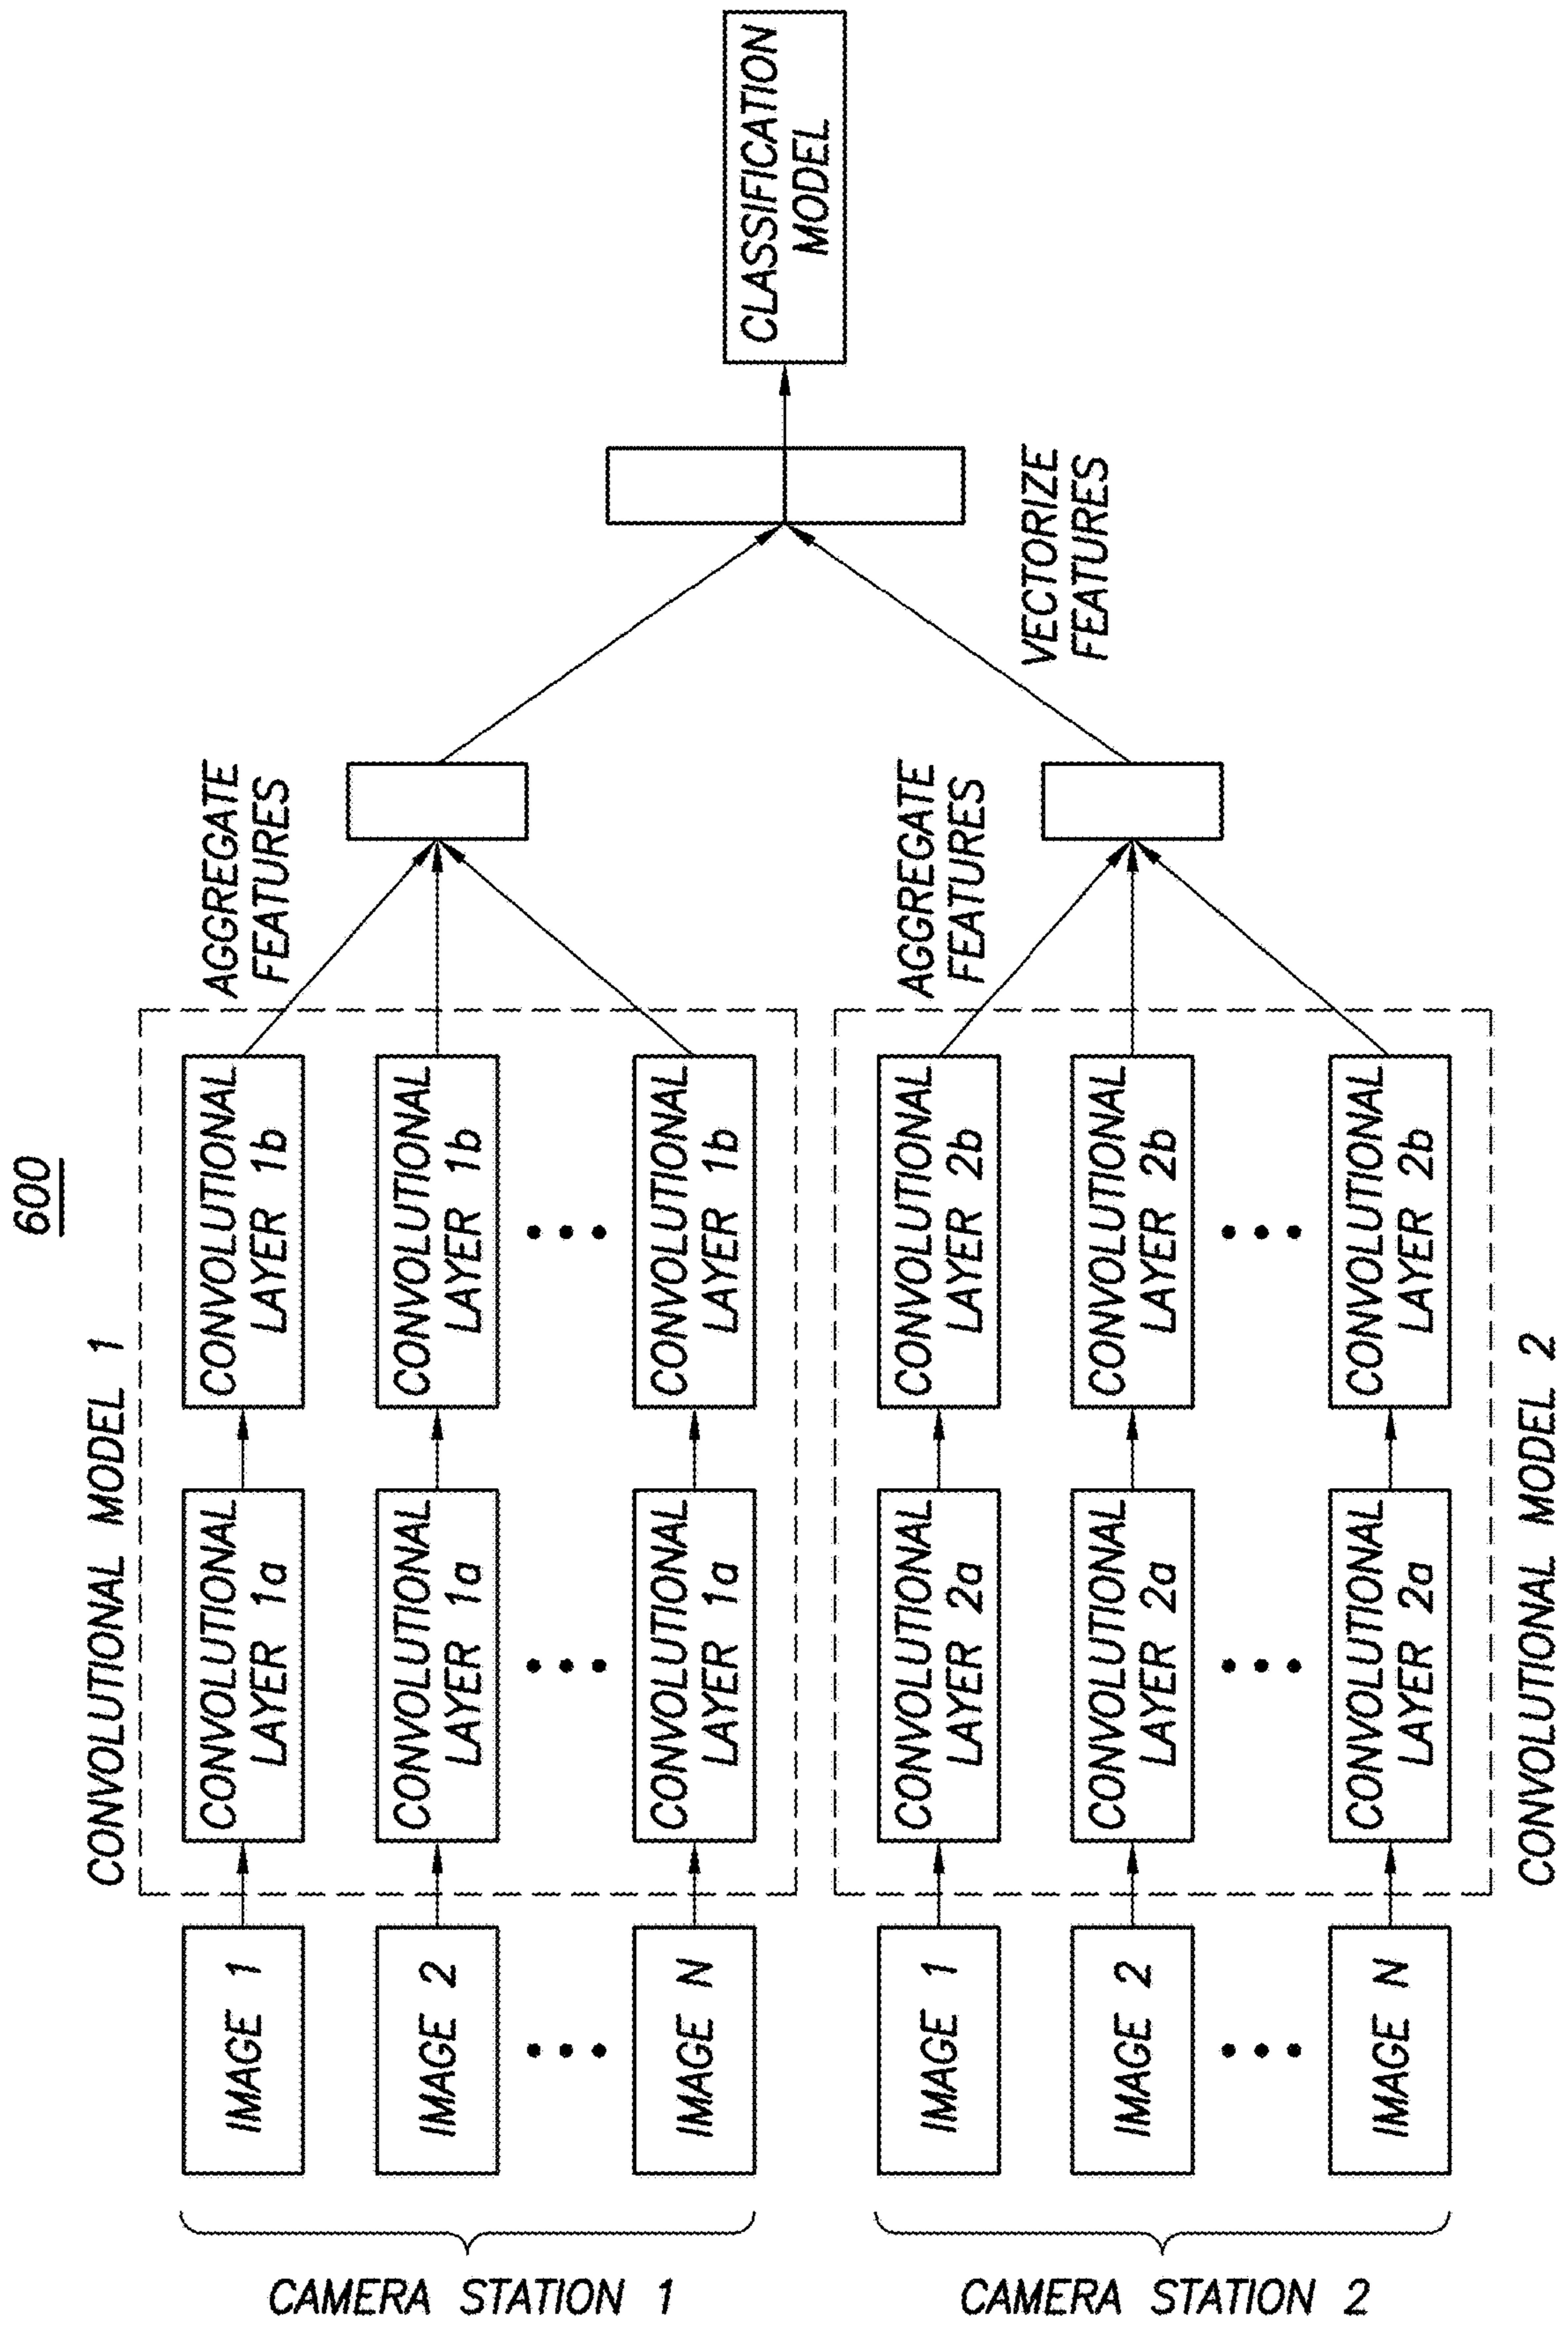 600
CONVOLUTIONAL MODEL 1
CAMERA STATION 1
IMAGE 1
CONVOLUTIONAL
LAYER 1a
CONVOLUTIONAL
LAYER 1b
AGGREGATE
FEATURES
IMAGE 2
CONVOLUTIONAL
LAYER 1a
CONVOLUTIONAL
LAYER 1b
IMAGE N
CONVOLUTIONAL
LAYER 1a
CONVOLUTIONAL
LAYER 1b
CLASSIFICATION
MODEL
CAMERA STATION 2
IMAGE 1
CONVOLUTIONAL
LAYER 2a
CONVOLUTIONAL
LAYER 2b
AGGREGATE
FEATURES
VECTORIZE
FEATURES
IMAGE 2
CONVOLUTIONAL
LAYER 2a
CONVOLUTIONAL
LAYER 2b
IMAGE N
CONVOLUTIONAL
LAYER 2a
CONVOLUTIONAL
LAYER 2b
CONVOLUTIONAL MODEL 2